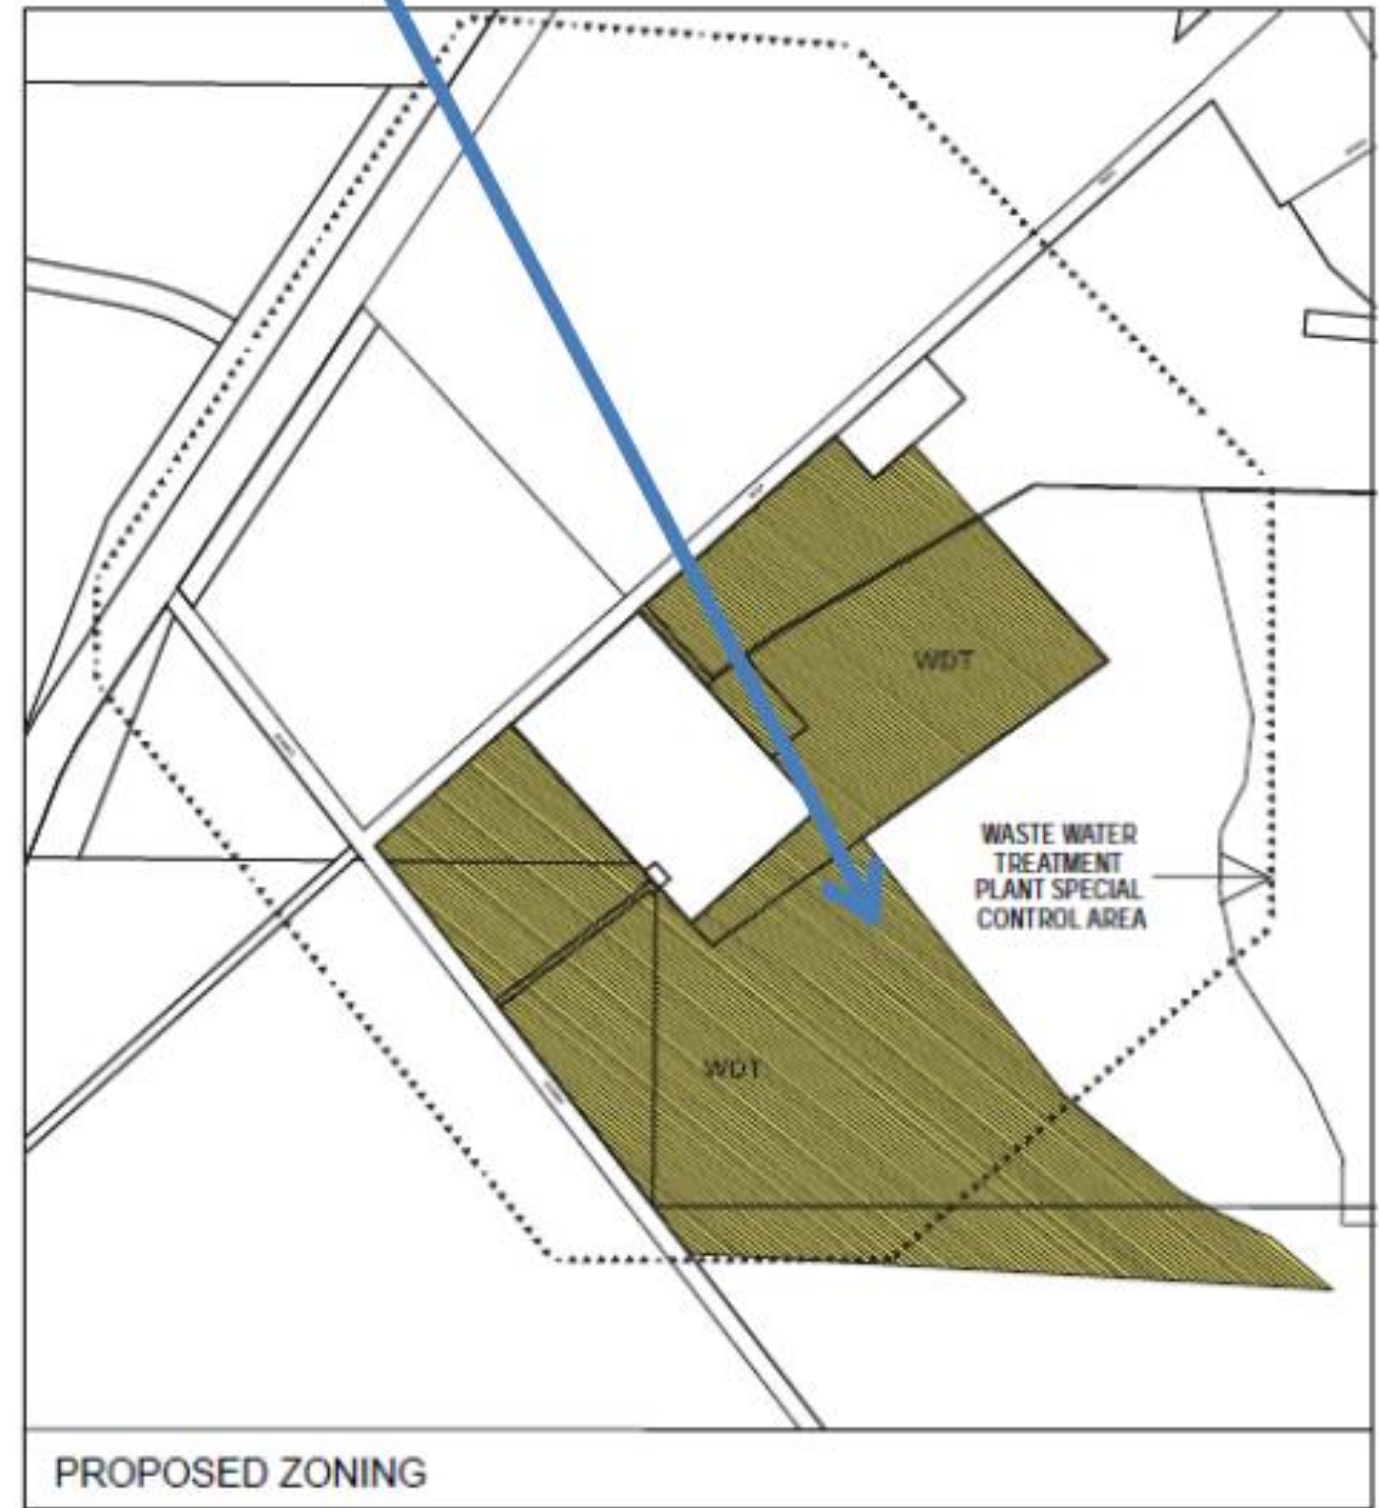 WDT
WASTE WATER
TREATMENT
PLANT SPECIAL
CONTROL AREA
WDT
PROPOSED ZONING